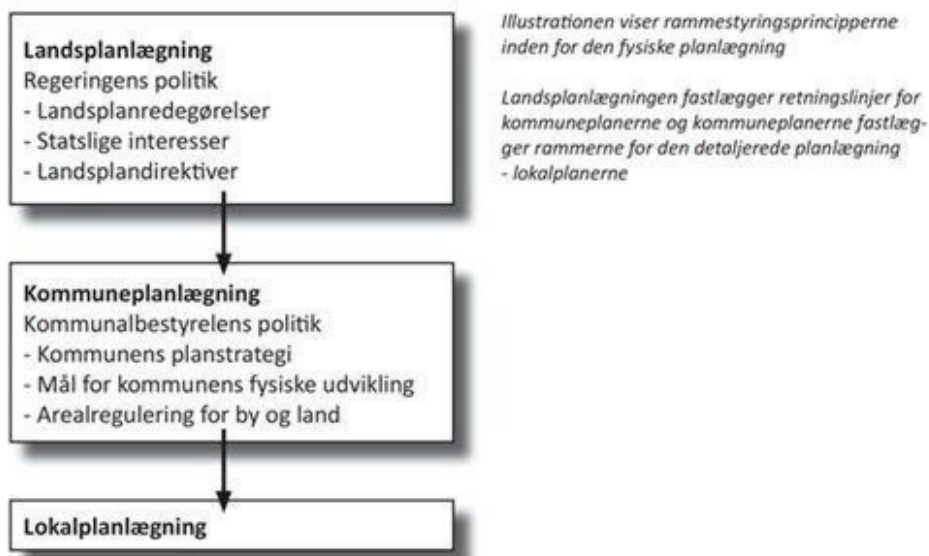 Landsplanlægning
Regeringens politik
- Landsplanredegørelser
- Statslige interesser
- Landsplandirektiver
Illustrationen viser rammestyringsprincipperne
inden for den fysiske planlægning
Landsplanlægningen fastlægger retningslinjer for
kommuneplanerne og kommuneplanerne fastlæg-
ger rammerne for den detaljerede planlægning
- lokalplanerne
Kommuneplanlægning
Kommunalbestyrelens politik
- Kommunens planstrategi
- Mål for kommunens fysiske udvikling
- Arealregulering for by og land
Lokalplanlægning